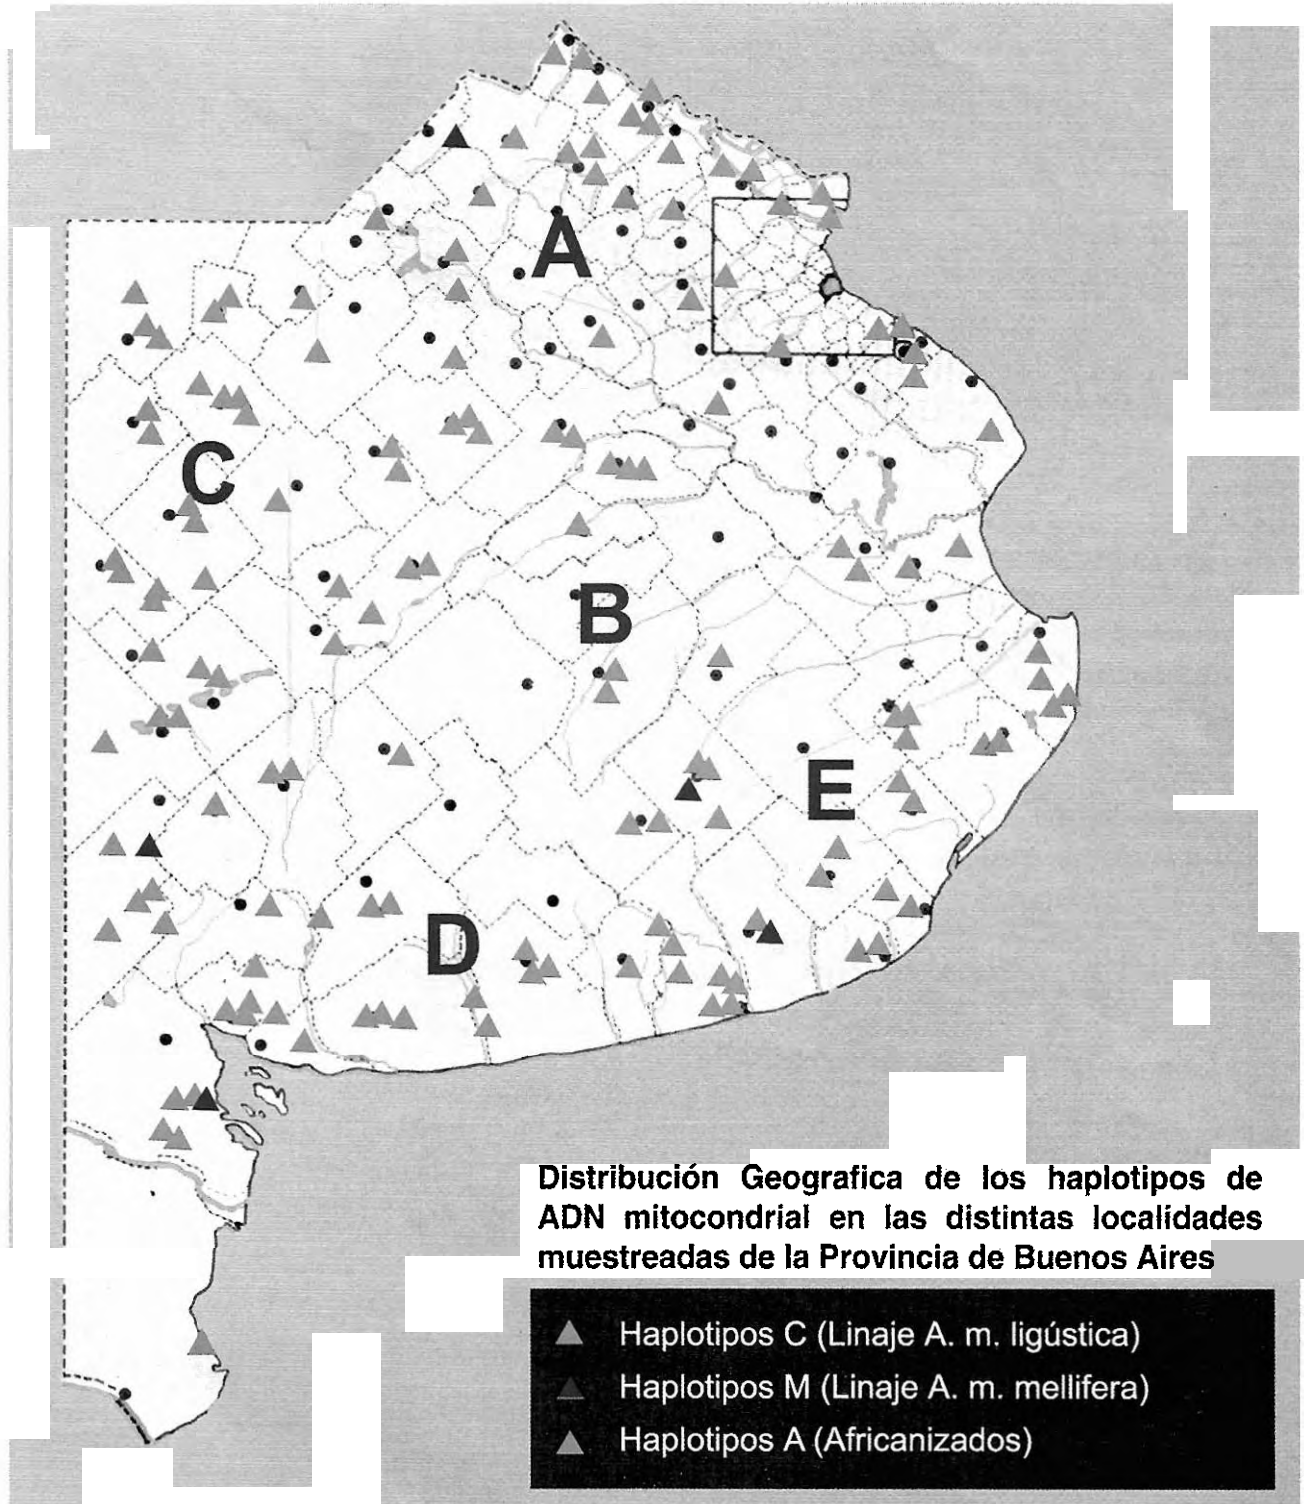 A
C
B
E
D
Distribución Geografica de los haplotipos de
ADN mitocondrial en las distintas localidades
muestreadas de la Provincia de Buenos Aires
Haplotipos C (Linaje A. m. ligústica)
Haplotipos M (Linaje A. m. mellifera)
Haplotipos A (Africanizados)